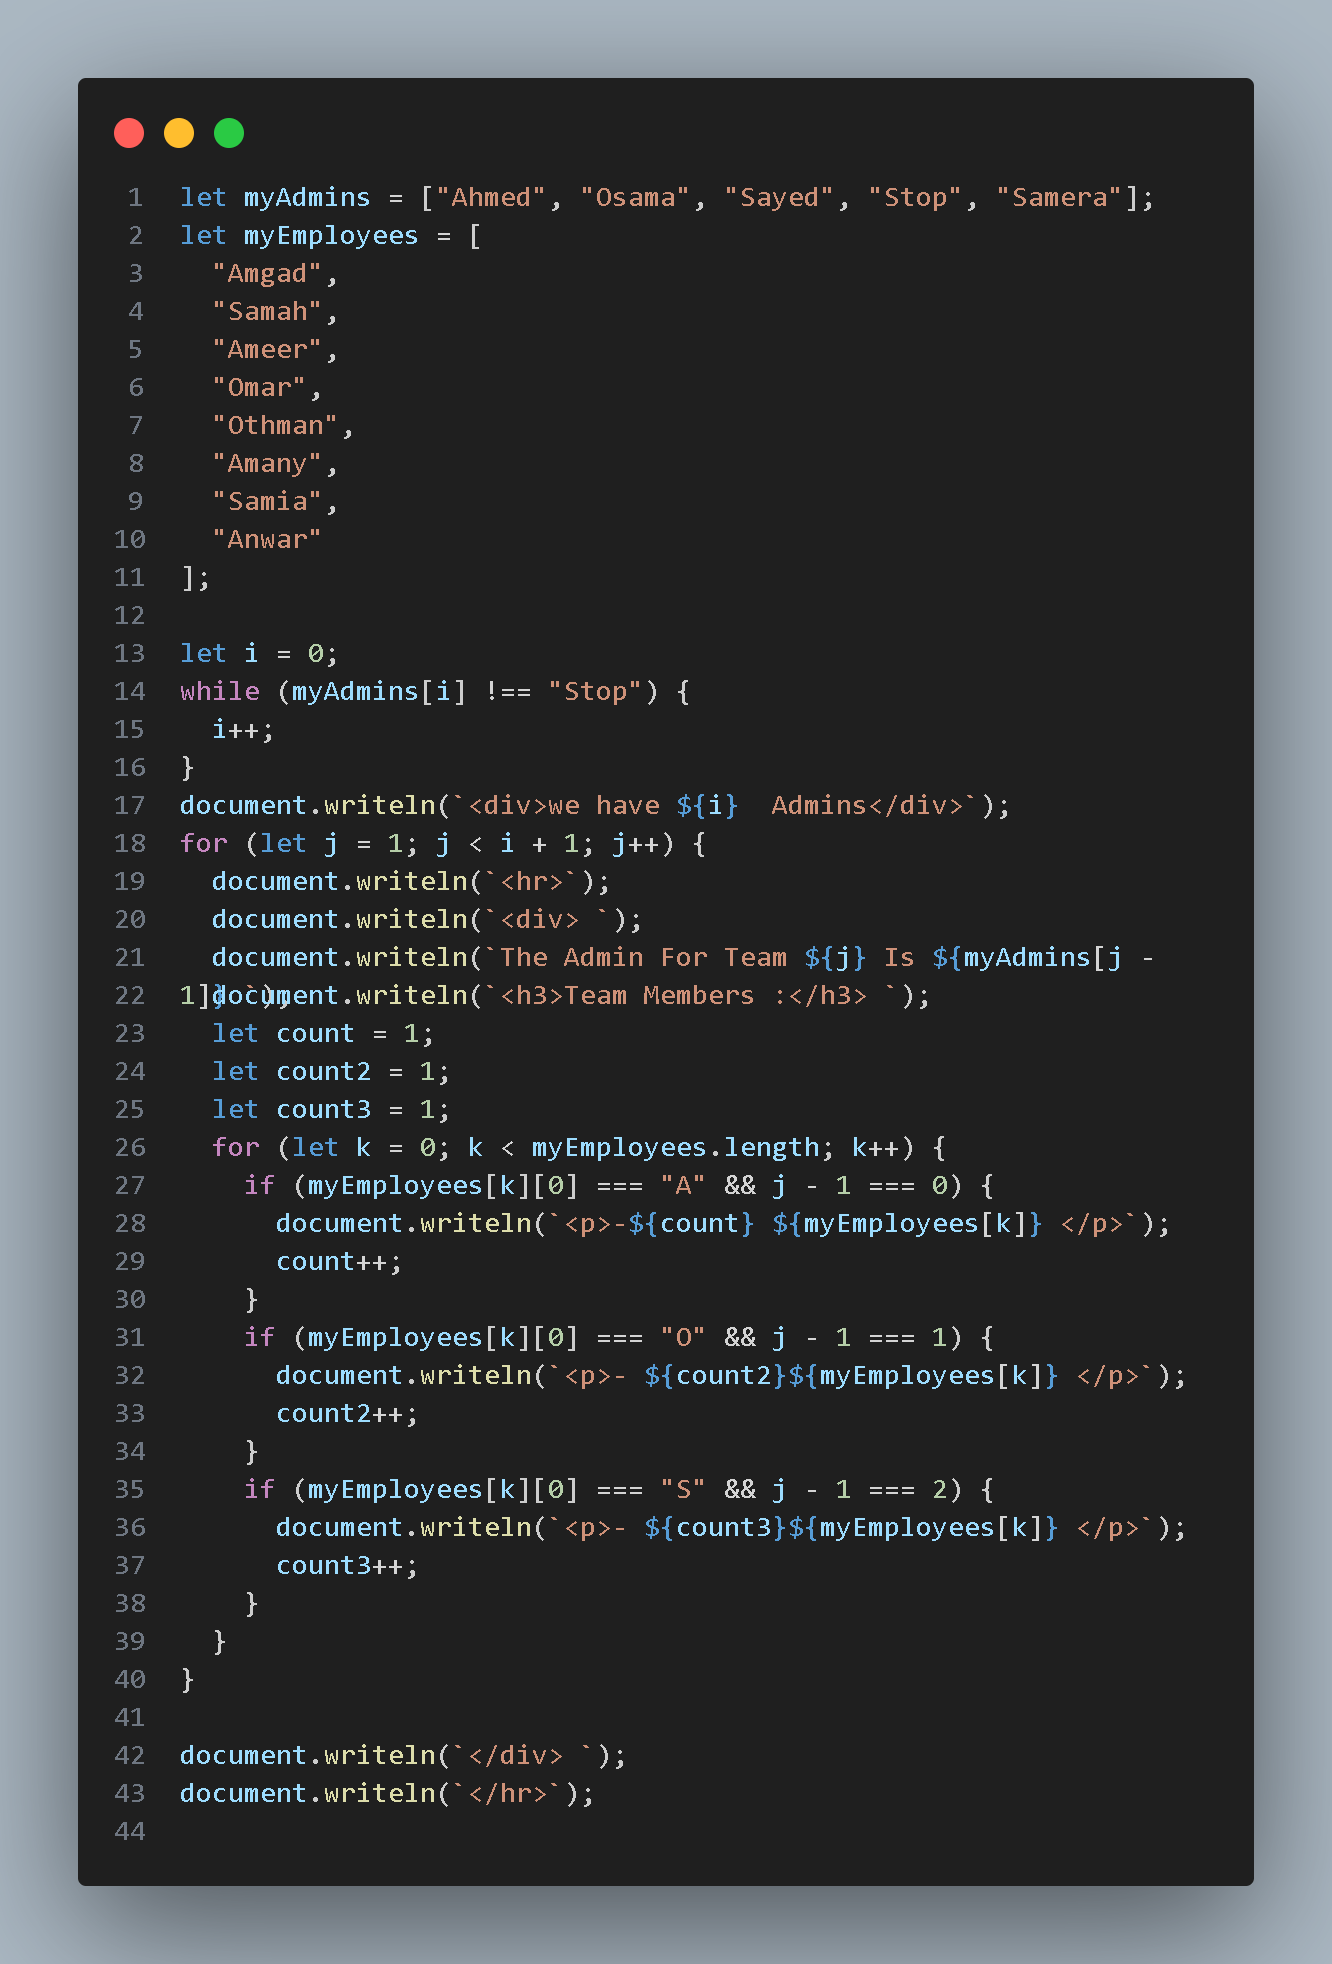 1 let myAdmins = ["Ahmed", "Osama", "Sayed", "Stop", "Samera"];
2 let myEmployees = [
3   "Amgad",
4   "Samah",
5   "Ameer",
6   "Omar",
7   "Othman",
8   "Amany",
9   "Samia",
10   "Anwar"
11 ];
12
13 let i = 0;
14 while (myAdmins[i] !== "Stop") {
15   i++;
16 }
17 document.writeln(`<div>we have ${i}  Admins</div>`);
18 for (let j = 1; j < i + 1; j++) {
19   document.writeln(`<hr>`);
20   document.writeln(`<div> `);
21   document.writeln(`The Admin For Team ${j} Is ${myAdmins[j -
1]} `);
22   document.writeln(`<h3>Team Members :</h3> `);
23   let count = 1;
24   let count2 = 1;
25   let count3 = 1;
26   for (let k = 0; k < myEmployees.length; k++) {
27     if (myEmployees[k][0] === "A" && j - 1 === 0) {
28       document.writeln(`<p>-${count} ${myEmployees[k]} </p>`);
29       count++;
30     }
31     if (myEmployees[k][0] === "O" && j - 1 === 1) {
32       document.writeln(`<p>- ${count2}${myEmployees[k]} </p>`);
33       count2++;
34     }
35     if (myEmployees[k][0] === "S" && j - 1 === 2) {
36       document.writeln(`<p>- ${count3}${myEmployees[k]} </p>`);
37       count3++;
38     }
39   }
40 }
41
42 document.writeln(`</div> `);
43 document.writeln(`</hr>`);
44